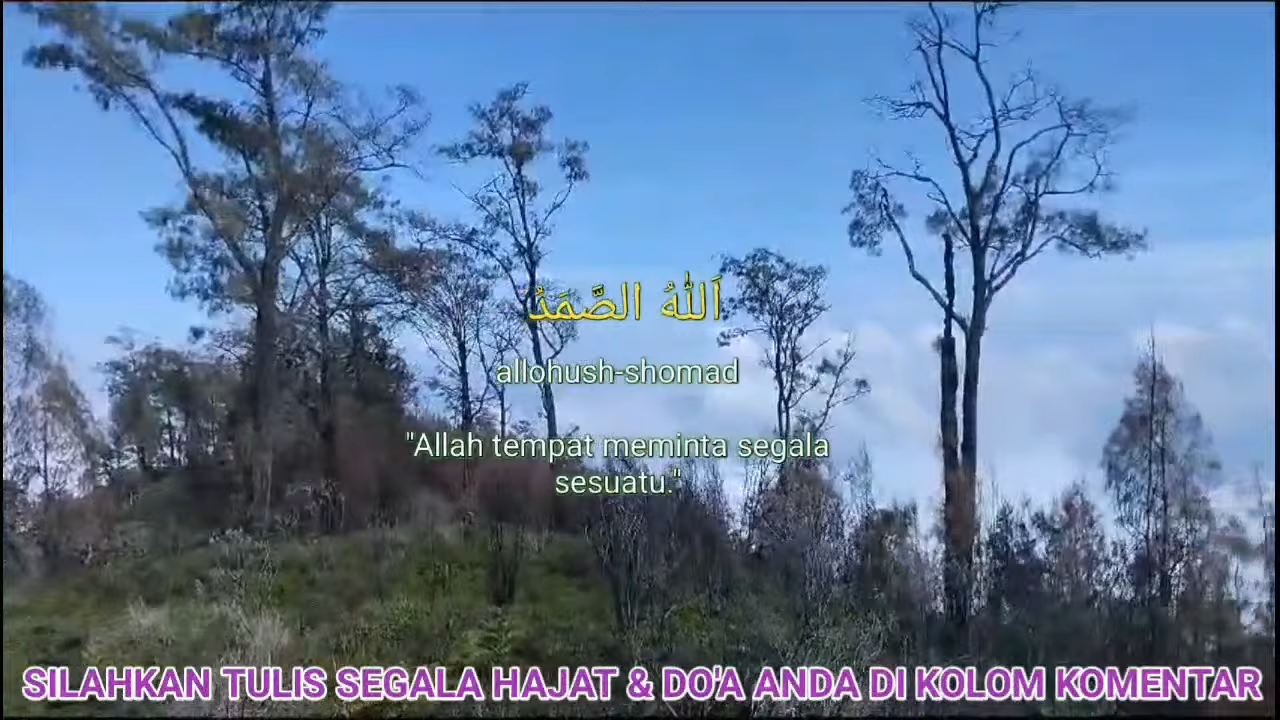 اَللّٰهُ الصَّمَدُ
allohush-shomad
"Allah tempat meminta segala
sesuatu."
SILAHKAN TULIS SEGALA HAJAT & DO'A ANDA DI KOLOM KOMENTAR